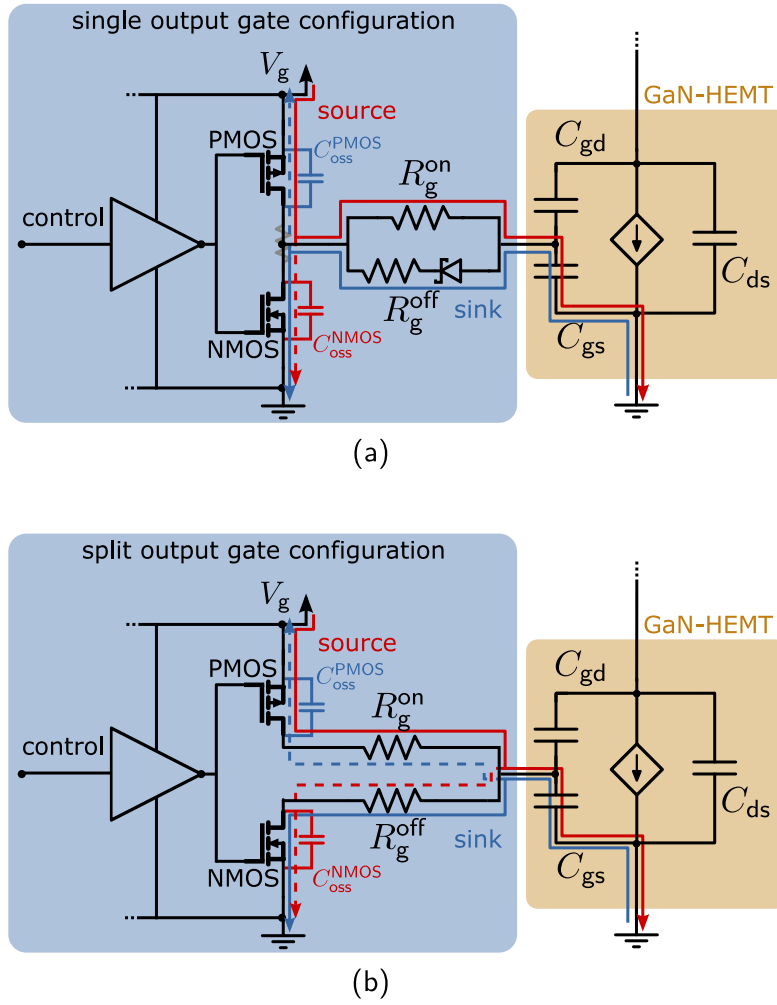 single output gate configuration
V_g
GaN-HEMT
source
PMOS
C_oss^PMOS
C_gd
R_g^on
control
R_g^off
C_ds
sink
NMOS
C_oss^NMOS
C_gs
(a)
split output gate configuration
V_g
GaN-HEMT
source
PMOS
C_oss^PMOS
C_gd
R_g^on
control
C_ds
R_g^off
sink
NMOS
C_oss^NMOS
C_gs
(b)